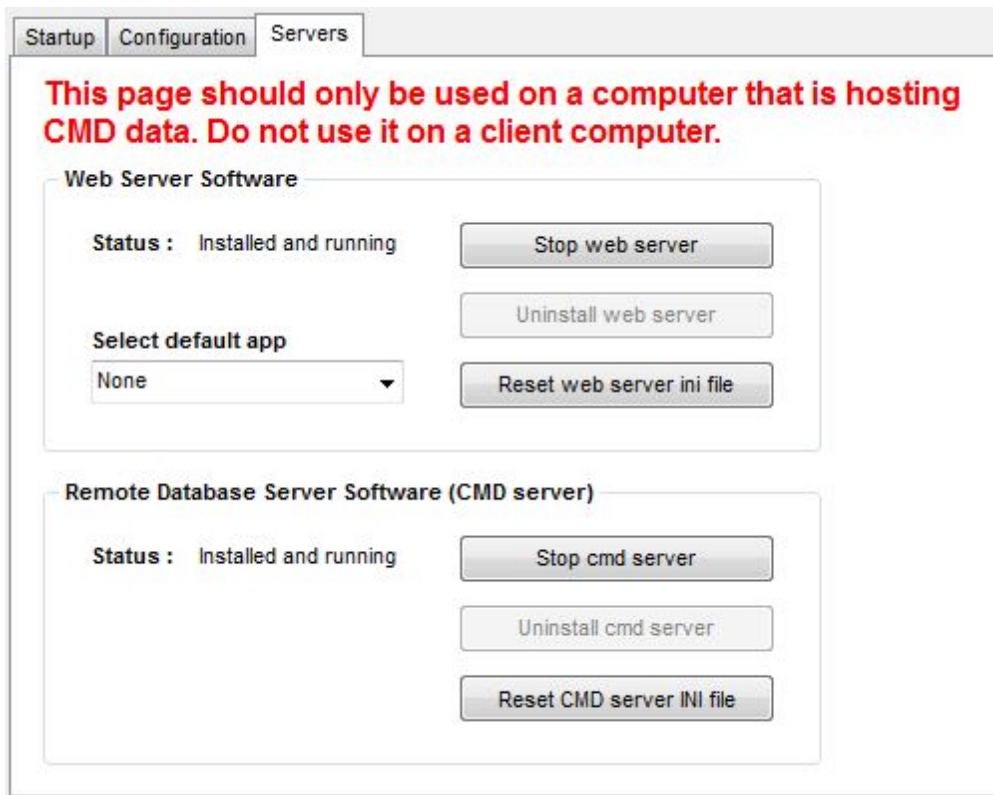 Startup Configuration Servers
This page should only be used on a computer that is hosting
CMD data. Do not use it on a client computer.
Web Server Software
Status : Installed and running Stop web server
Uninstall web server
Select default app
None Reset web server ini file
Remote Database Server Software (CMD server)
Status : Installed and running Stop cmd server
Uninstall cmd server
Reset CMD server INI file